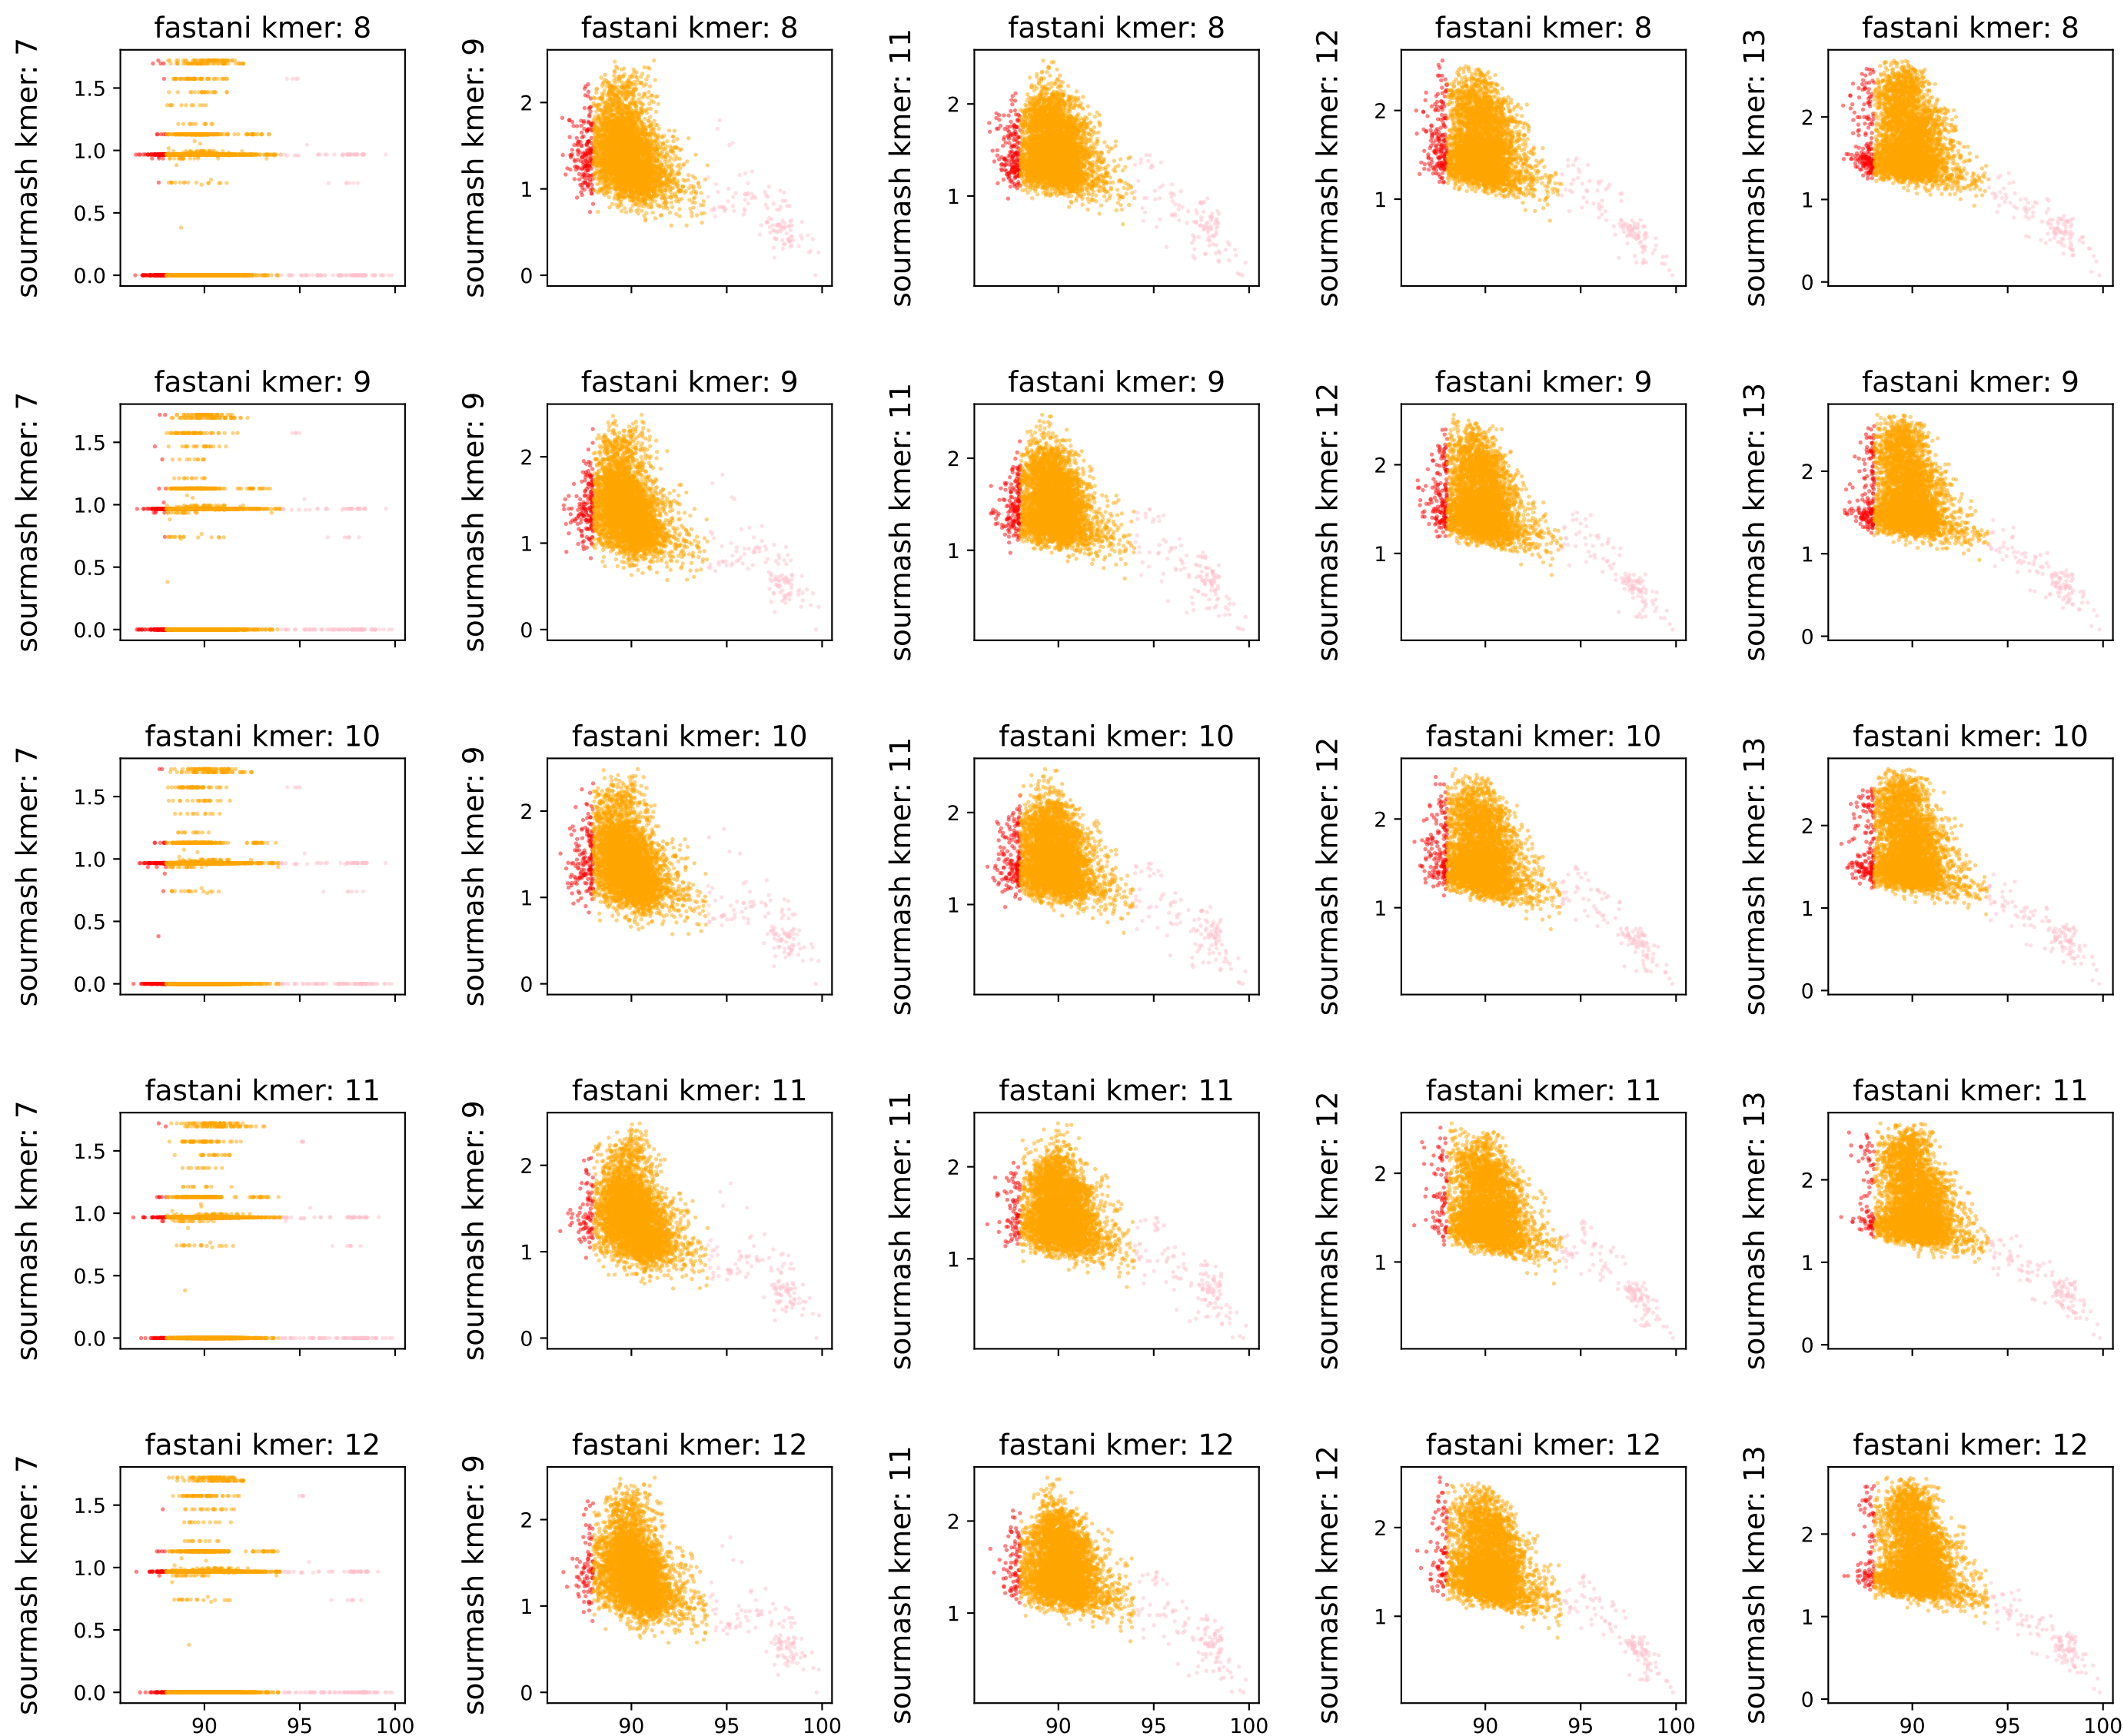 fastani kmer: 8
fastani kmer: 8
fastani kmer: 8
fastani kmer: 8
fastani kmer: 8
sourmash kmer: 7
1.5
1.0
0.5
0.0
sourmash kmer: 9
2
1
0
sourmash kmer: 11
2
1
sourmash kmer: 12
2
1
sourmash kmer: 13
2
1
0
fastani kmer: 9
fastani kmer: 9
fastani kmer: 9
fastani kmer: 9
fastani kmer: 9
sourmash kmer: 7
1.5
1.0
0.5
0.0
sourmash kmer: 9
2
1
0
sourmash kmer: 11
2
1
sourmash kmer: 12
2
1
sourmash kmer: 13
2
1
0
fastani kmer: 10
fastani kmer: 10
fastani kmer: 10
fastani kmer: 10
fastani kmer: 10
sourmash kmer: 7
1.5
1.0
0.5
0.0
sourmash kmer: 9
2
1
0
sourmash kmer: 11
2
1
sourmash kmer: 12
2
1
sourmash kmer: 13
2
1
0
fastani kmer: 11
fastani kmer: 11
fastani kmer: 11
fastani kmer: 11
fastani kmer: 11
sourmash kmer: 7
1.5
1.0
0.5
0.0
sourmash kmer: 9
2
1
0
sourmash kmer: 11
2
1
sourmash kmer: 12
2
1
sourmash kmer: 13
2
1
0
fastani kmer: 12
fastani kmer: 12
fastani kmer: 12
fastani kmer: 12
fastani kmer: 12
sourmash kmer: 7
1.5
1.0
0.5
0.0
sourmash kmer: 9
2
1
0
sourmash kmer: 11
2
1
sourmash kmer: 12
2
1
sourmash kmer: 13
2
1
0
90 95 100
90 95 100
90 95 100
90 95 100
90 95 100